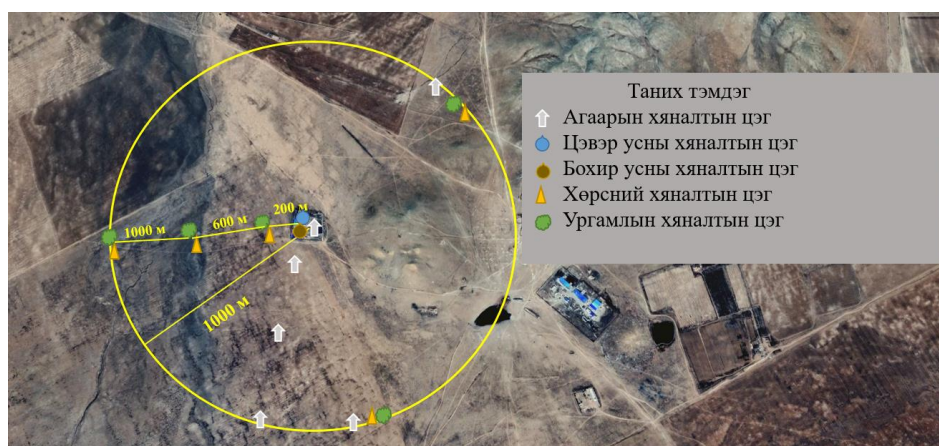 Таних тэмдэг
Агаарын хяналтын цэг
Цэвэр усны хяналтын цэг
Бохир усны хяналтын цэг
Хөрсний хяналтын цэг
Ургамлын хяналтын цэг
200 м
600 м
1000 м
1000 м